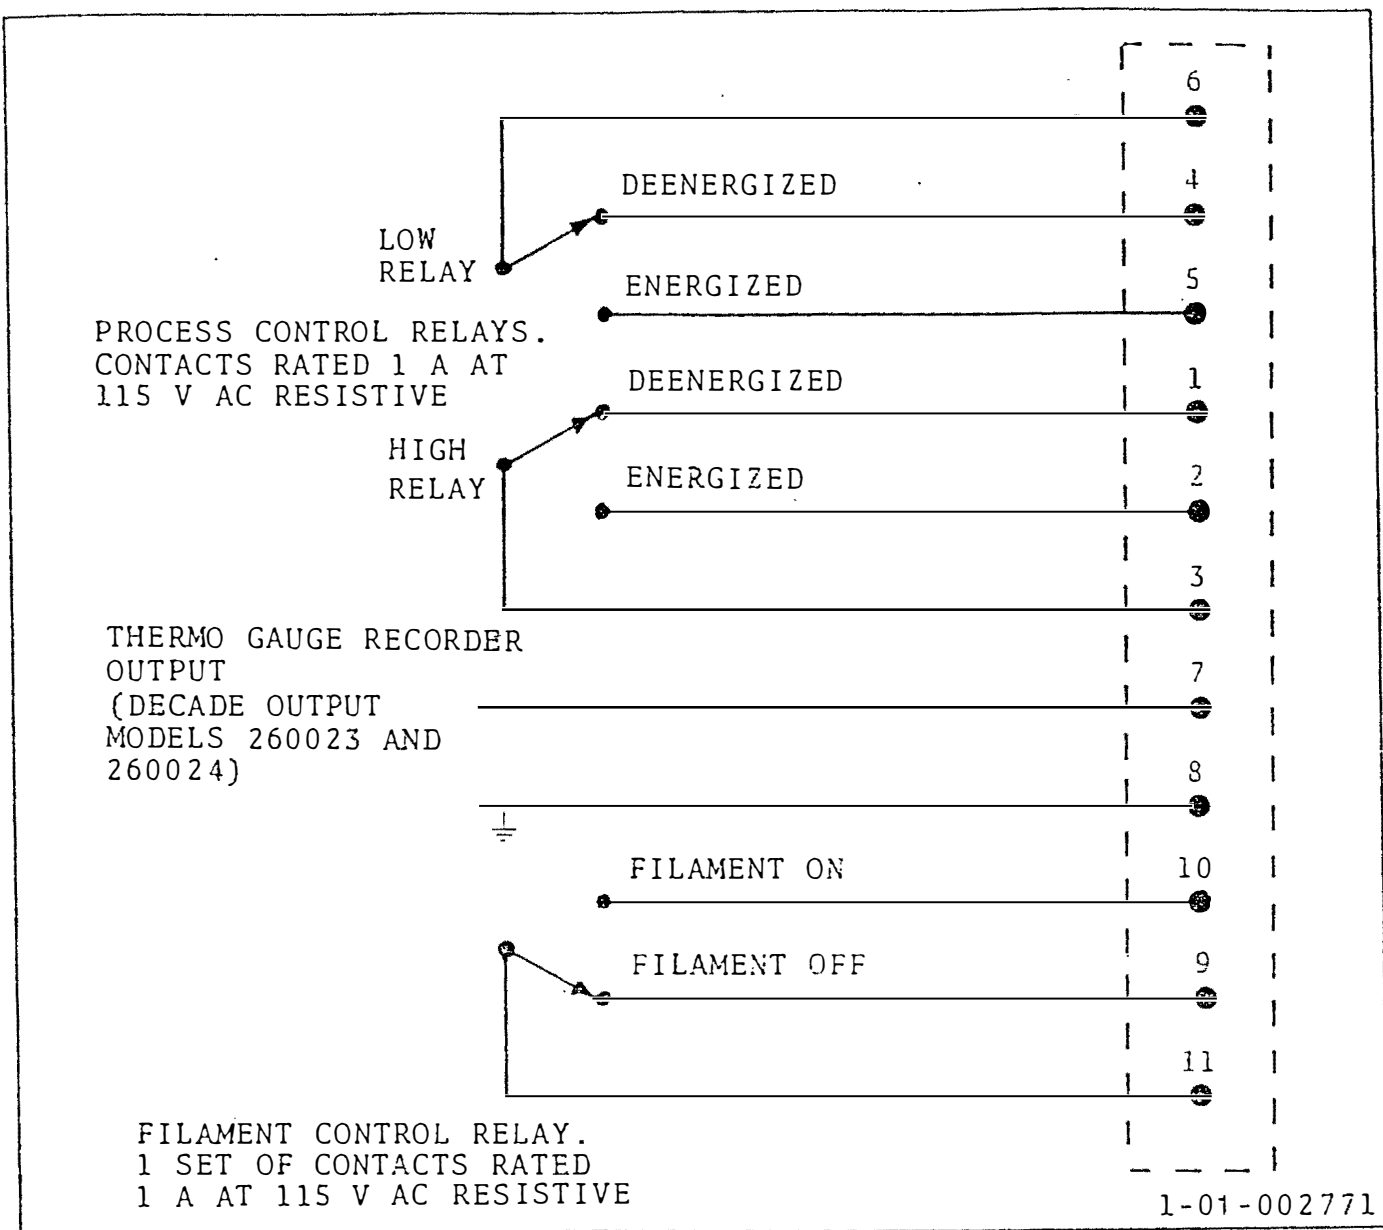 6
DEENERGIZED 4
LOW
RELAY
ENERGIZED 5
PROCESS CONTROL RELAYS.
CONTACTS RATED 1 A AT
115 V AC RESISTIVE
DEENERGIZED 1
HIGH
RELAY
ENERGIZED 2
3
THERMO GAUGE RECORDER
OUTPUT
(DECADE OUTPUT
MODELS 260023 AND
260024)
7
8
FILAMENT ON 10
FILAMENT OFF 9
11
FILAMENT CONTROL RELAY.
1 SET OF CONTACTS RATED
1 A AT 115 V AC RESISTIVE
1-01-002771